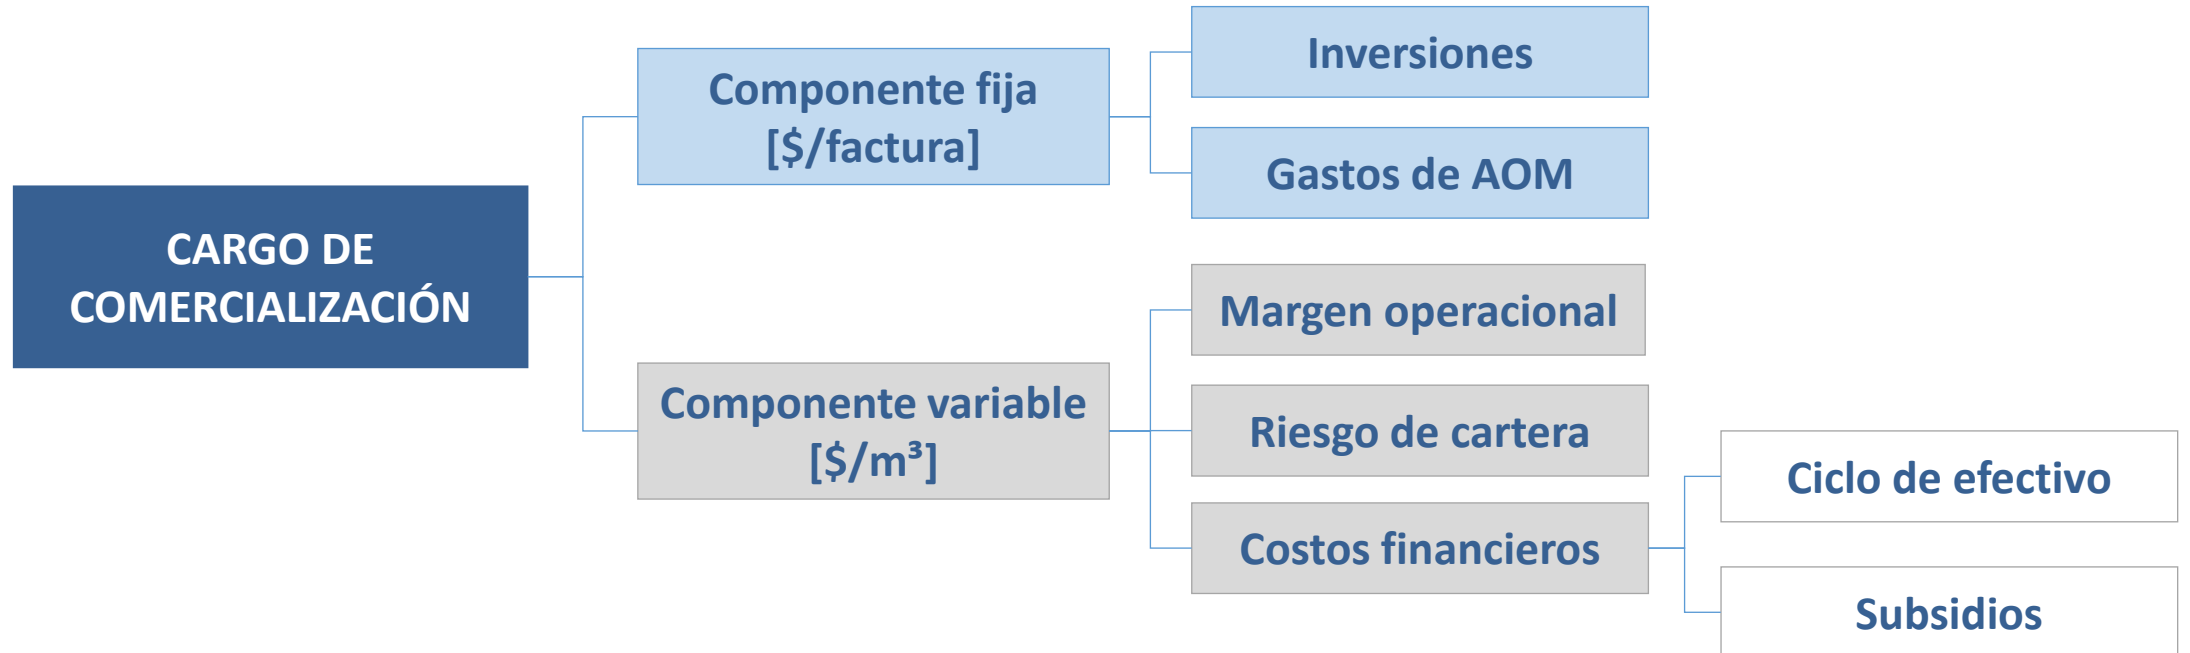 CARGO DE
COMERCIALIZACIÓN
Componente fija
[$/factura]
Inversiones
Gastos de AOM
Componente variable
[$/m³]
Margen operacional
Riesgo de cartera
Costos financieros
Ciclo de efectivo
Subsidios